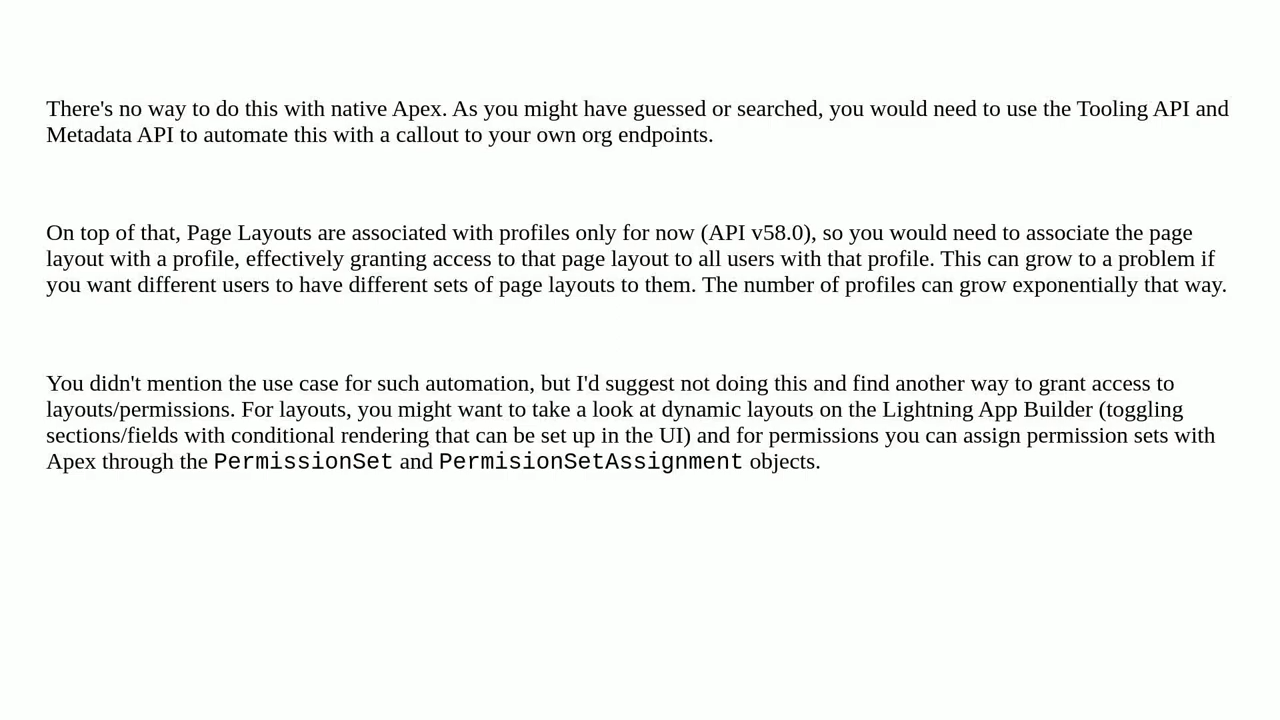 There's no way to do this with native Apex. As you might have guessed or searched, you would need to use the Tooling API and
Metadata API to automate this with a callout to your own org endpoints.
On top of that, Page Layouts are associated with profiles only for now (API v58.0), so you would need to associate the page
layout with a profile, effectively granting access to that page layout to all users with that profile. This can grow to a problem if
you want different users to have different sets of page layouts to them. The number of profiles can grow exponentially that way.
You didn't mention the use case for such automation, but I'd suggest not doing this and find another way to grant access to
layouts/permissions. For layouts, you might want to take a look at dynamic layouts on the Lightning App Builder (toggling
sections/fields with conditional rendering that can be set up in the UI) and for permissions you can assign permission sets with
Apex through the PermissionSet and PermisionSetAssignment objects.